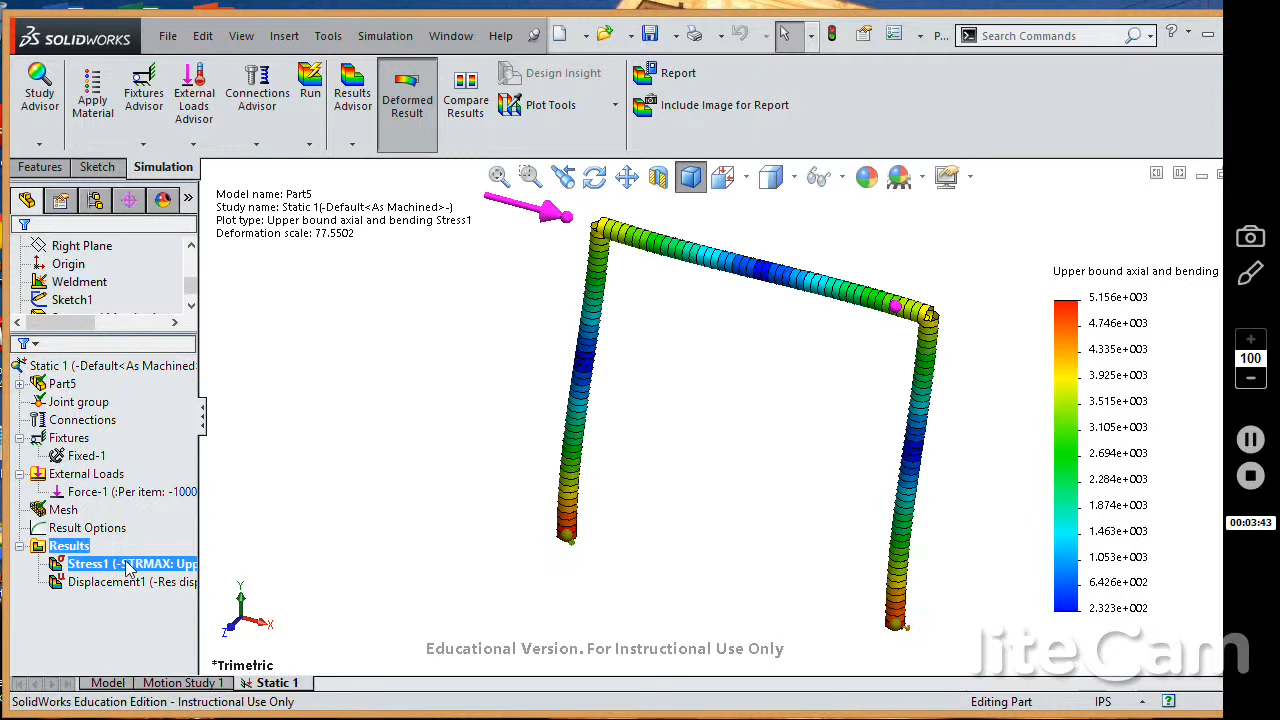 SOLIDWORKS File Edit View Insert Tools Simulation Window Help P... Search Commands
Study Advisor
Apply Material
Fixtures Advisor
External Loads Advisor
Connections Advisor
Run
Results Advisor
Deformed Result
Compare Results
Design Insight
Plot Tools
Report
Include Image for Report
Features Sketch Simulation
Right Plane
Origin
Weldment
Sketch1
Static 1 (-Default<As Machined>
Part5
Joint group
Connections
Fixtures
Fixed-1
External Loads
Force-1 (:Per item: -1000
Mesh
Result Options
Results
Stress1 (-STRMAX: Upp
Displacement1 (-Res disp
Model name: Part5
Study name: Static 1(-Default<As Machined>-)
Plot type: Upper bound axial and bending Stress1
Deformation scale: 77.5502
Upper bound axial and bending
5.156e+003
4.746e+003
4.335e+003
3.925e+003
3.515e+003
3.105e+003
2.694e+003
2.284e+003
1.874e+003
1.463e+003
1.053e+003
6.426e+002
2.323e+002
Y
X
Z
*Trimetric
Educational Version. For Instructional Use Only
liteCam
100
00:03:43
Model Motion Study 1 Static 1
SolidWorks Education Edition - Instructional Use Only Editing Part IPS